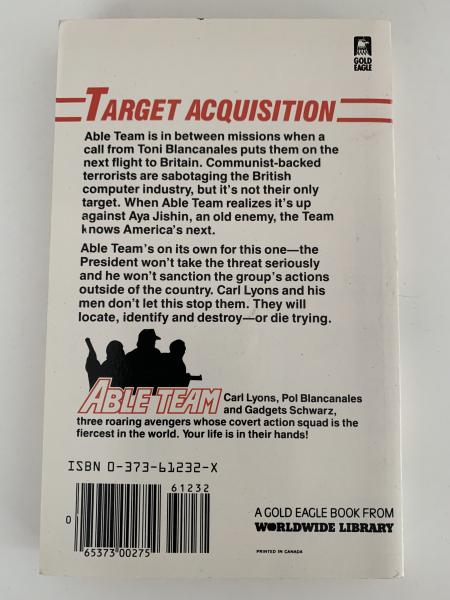 GOLD
EAGLE
TARGET ACQUISITION
Able Team is in between missions when a
call from Toni Blancanales puts them on the
next flight to Britain. Communist-backed
terrorists are sabotaging the British
computer industry, but it's not their only
target. When Able Team realizes it's up
against Aya Jishin, an old enemy, the Team
knows America's next.
Able Team's on its own for this one—the
President won't take the threat seriously
and he won't sanction the group's actions
outside of the country. Carl Lyons and his
men don't let this stop them. They will
locate, identify and destroy—or die trying.
ABLE TEAM
Carl Lyons, Pol Blancanales
and Gadgets Schwarz,
three roaring avengers whose covert action squad is the
fiercest in the world. Your life is in their hands!
ISBN 0-373-61232-X
61232
0
65373 00275
A GOLD EAGLE BOOK FROM
WORLDWIDE LIBRARY
PRINTED IN CANADA